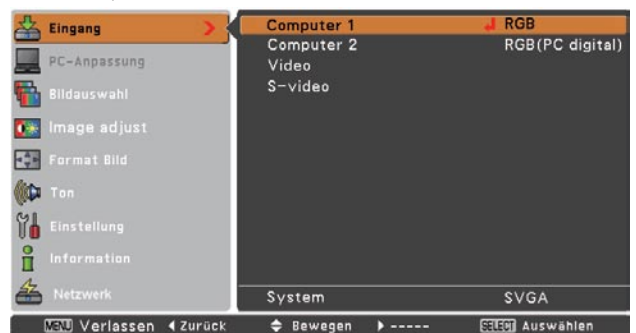 Eingang
PC-Anpassung
Bildauswahl
Image adjust
Format Bild
Ton
Einstellung
Information
Netzwerk
Computer 1 RGB
Computer 2 RGB(PC digital)
Video
S-video
System SVGA
MENU Verlassen Zurück Bewegen ----- SELECT Auswählen